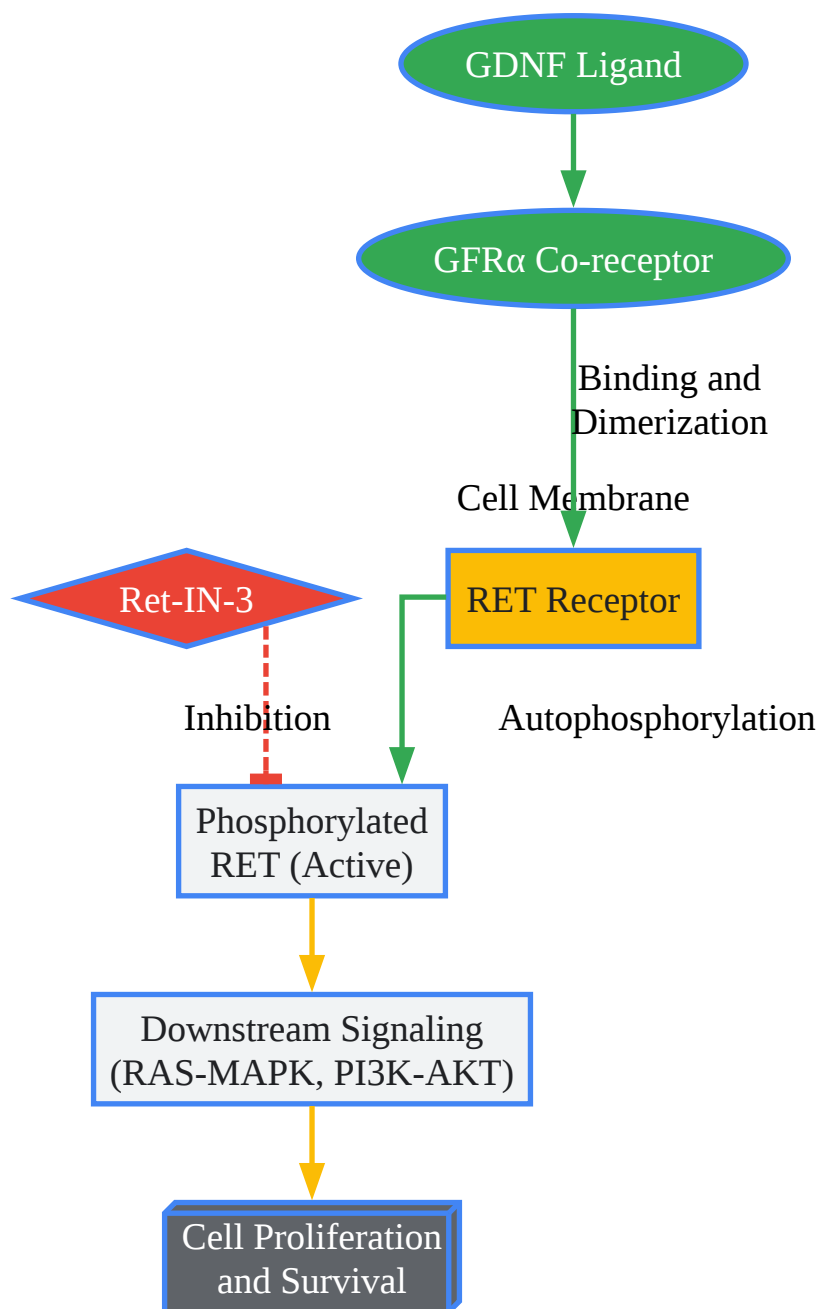 GDNF Ligand
GFRα Co-receptor
Binding and
Dimerization
Cell Membrane
Ret-IN-3
RET Receptor
Inhibition
Autophosphorylation
Phosphorylated
RET (Active)
Downstream Signaling
(RAS-MAPK, PI3K-AKT)
Cell Proliferation
and Survival